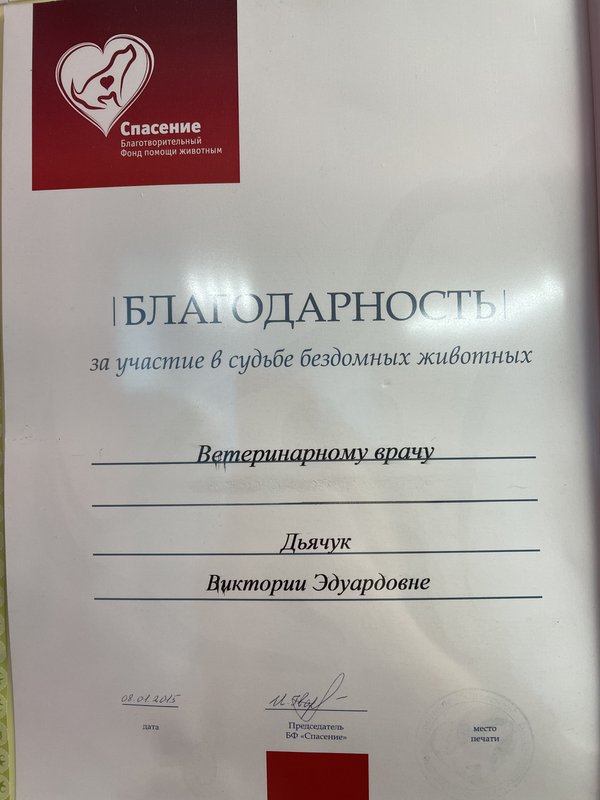 Спасение
Благотворительный
Фонд помощи животным
|БЛАГОДАРНОСТЬ|
за участие в судьбе бездомных животных
Ветеринарному врачу
Дьячук
Виктории Эдуардовне
08.01.2015
дата
Председатель
БФ «Спасение»
место
печати